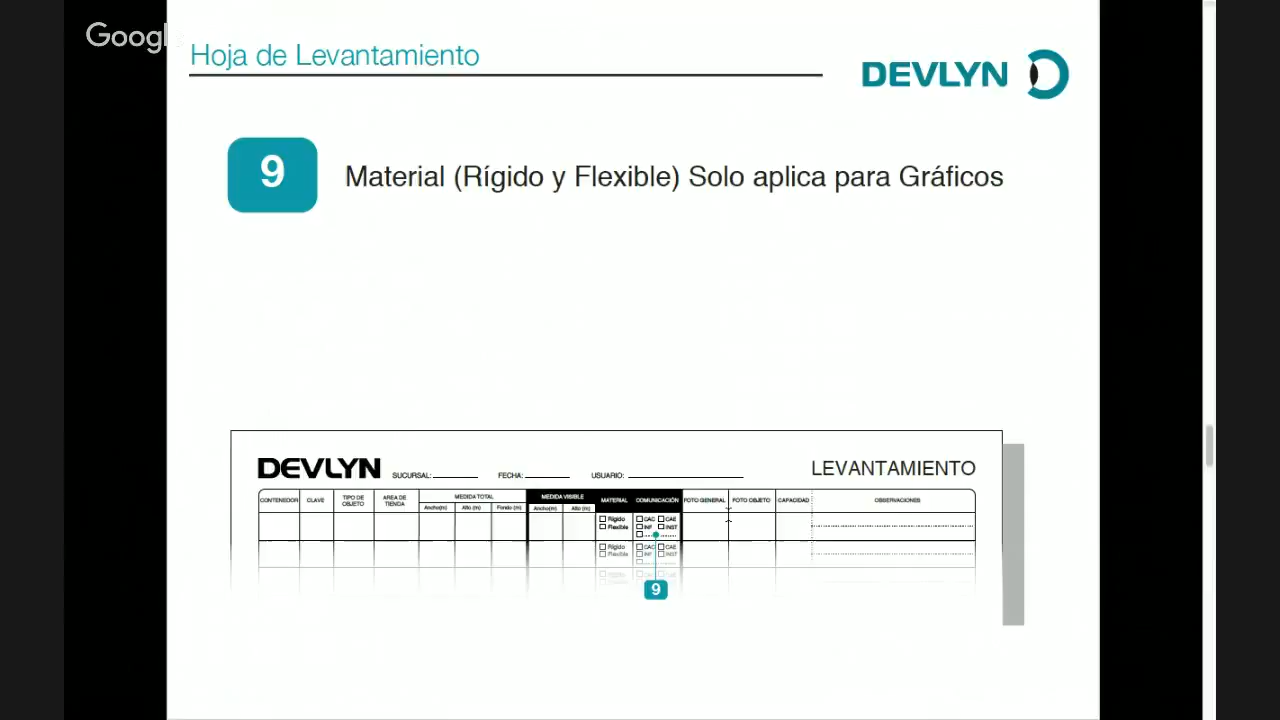 Googl
Hoja de Levantamiento
DEVLYN
9
Material (Rígido y Flexible) Solo aplica para Gráficos
DEVLYN SUCURSAL: FECHA: USUARIO: LEVANTAMIENTO
CONTENEDOR CLAVE TIPO DE OBJETO AREA DE TIENDA MEDIDA TOTAL MEDIDA VISIBLE MATERIAL COMUNICACIÓN FOTO GENERAL FOTO OBJETO CAPACIDAD OBSERVACIONES
Ancho(m) Alto (m) Fondo (m) Ancho(m) Alto (m)
Rígido CAC CAE
Flexible INF INST
Rígido CAC CAE
Flexible INF INST
9